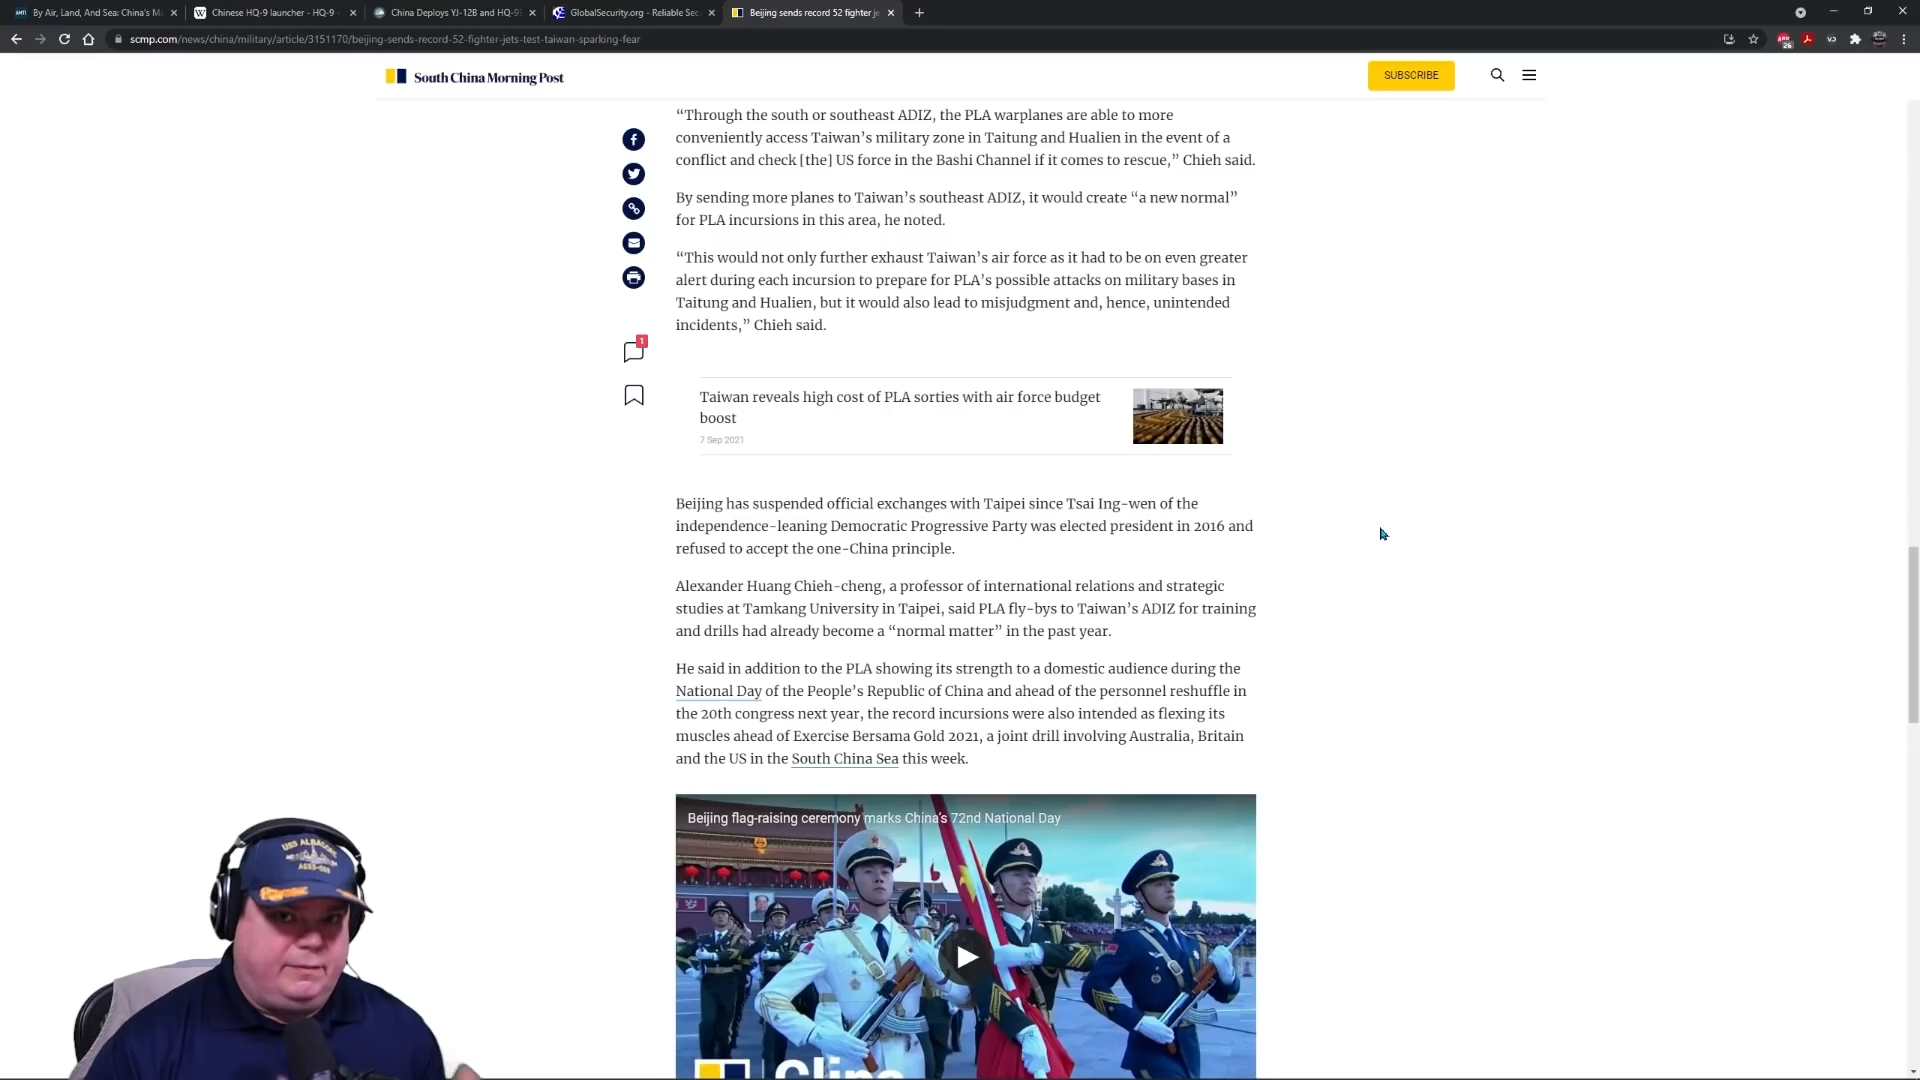 By Air, Land, And Sea: China's M
Chinese HQ-9 launcher - HQ-9 -
China Deploys YJ-12B and HQ-9
GlobalSecurity.org - Reliable Sec
Beijing sends record 52 fighter je
scmp.com/news/china/military/article/3151170/beijing-sends-record-52-fighter-jets-test-taiwan-sparking-fear
South China Morning Post
SUBSCRIBE
“Through the south or southeast ADIZ, the PLA warplanes are able to more
conveniently access Taiwan’s military zone in Taitung and Hualien in the event of a
conflict and check [the] US force in the Bashi Channel if it comes to rescue,” Chieh said.
By sending more planes to Taiwan’s southeast ADIZ, it would create “a new normal”
for PLA incursions in this area, he noted.
“This would not only further exhaust Taiwan’s air force as it had to be on even greater
alert during each incursion to prepare for PLA’s possible attacks on military bases in
Taitung and Hualien, but it would also lead to misjudgment and, hence, unintended
incidents,” Chieh said.
1
Taiwan reveals high cost of PLA sorties with air force budget
boost
7 Sep 2021
Beijing has suspended official exchanges with Taipei since Tsai Ing-wen of the
independence-leaning Democratic Progressive Party was elected president in 2016 and
refused to accept the one-China principle.
Alexander Huang Chieh-cheng, a professor of international relations and strategic
studies at Tamkang University in Taipei, said PLA fly-bys to Taiwan’s ADIZ for training
and drills had already become a “normal matter” in the past year.
He said in addition to the PLA showing its strength to a domestic audience during the
National Day of the People’s Republic of China and ahead of the personnel reshuffle in
the 20th congress next year, the record incursions were also intended as flexing its
muscles ahead of Exercise Bersama Gold 2021, a joint drill involving Australia, Britain
and the US in the South China Sea this week.
Beijing flag-raising ceremony marks China’s 72nd National Day
Clips
USS ALBACORE
AGSS-569